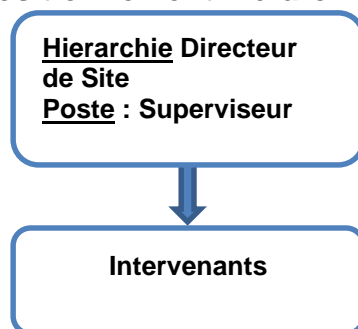 Hierarchie Directeur
de Site
Poste : Superviseur
Intervenants